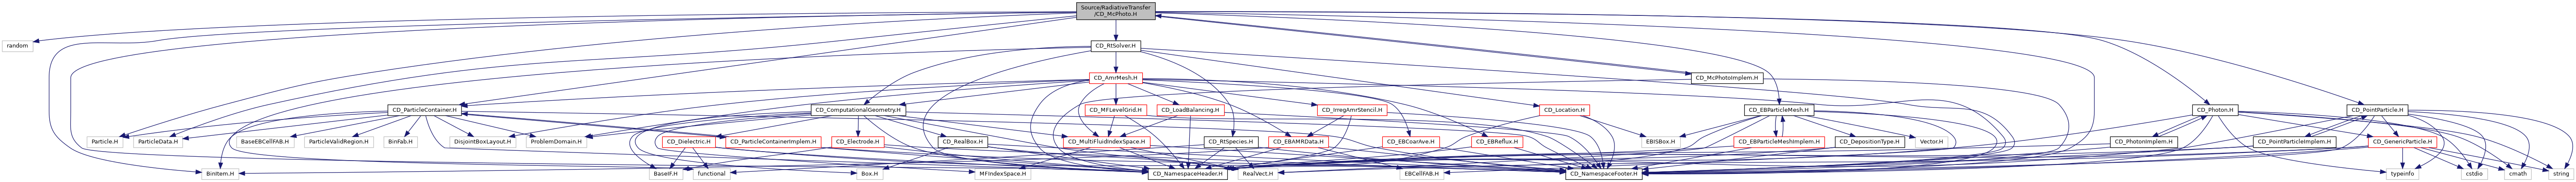 Source/RadiativeTransfer
/CD_McPhoto.H
random
CD_RtSolver.H
CD_AmrMesh.H
CD_McPhotoImplem.H
CD_ParticleContainer.H
CD_ComputationalGeometry.H
CD_MFLevelGrid.H
CD_LoadBalancing.H
CD_IrregAmrStencil.H
CD_Location.H
CD_EBParticleMesh.H
CD_Photon.H
CD_PointParticle.H
Particle.H
ParticleData.H
BaseEBCellFAB.H
ParticleValidRegion.H
BinFab.H
DisjointBoxLayout.H
ProblemDomain.H
CD_Dielectric.H
CD_ParticleContainerImplem.H
CD_Electrode.H
CD_RealBox.H
CD_MultiFluidIndexSpace.H
CD_RtSpecies.H
CD_EBAMRData.H
CD_EBCoarAve.H
CD_EBReflux.H
EBISBox.H
CD_EBParticleMeshImplem.H
CD_DepositionType.H
Vector.H
CD_PhotonImplem.H
CD_PointParticleImplem.H
CD_GenericParticle.H
BinItem.H
BaseIF.H
functional
Box.H
MFIndexSpace.H
CD_NamespaceHeader.H
RealVect.H
EBCellFAB.H
CD_NamespaceFooter.H
typeinfo
cstdio
cmath
string